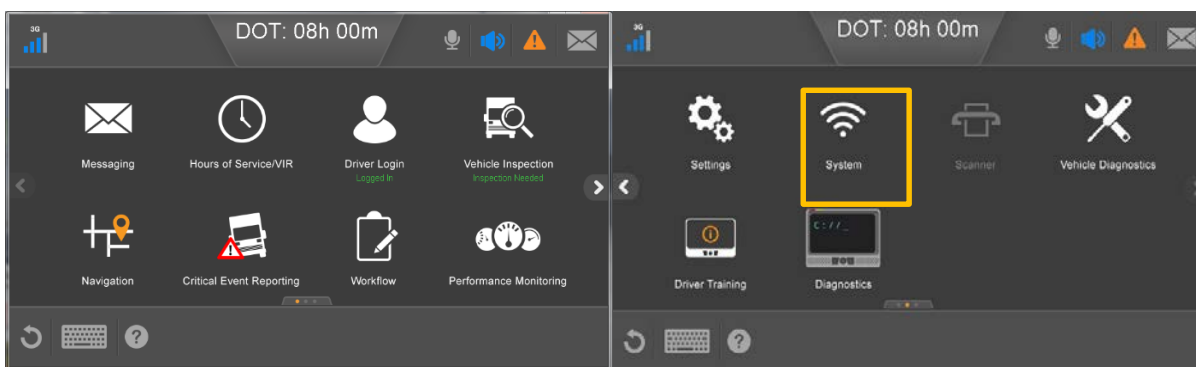 3G
DOT: 08h 00m
Messaging
Hours of Service/VIR
Driver Login
Logged In
Vehicle Inspection
Inspection Needed
Navigation
Critical Event Reporting
Workflow
Performance Monitoring
?
3G
DOT: 08h 00m
Settings
System
Scanner
Vehicle Diagnostics
C://_
Driver Training
Diagnostics
?